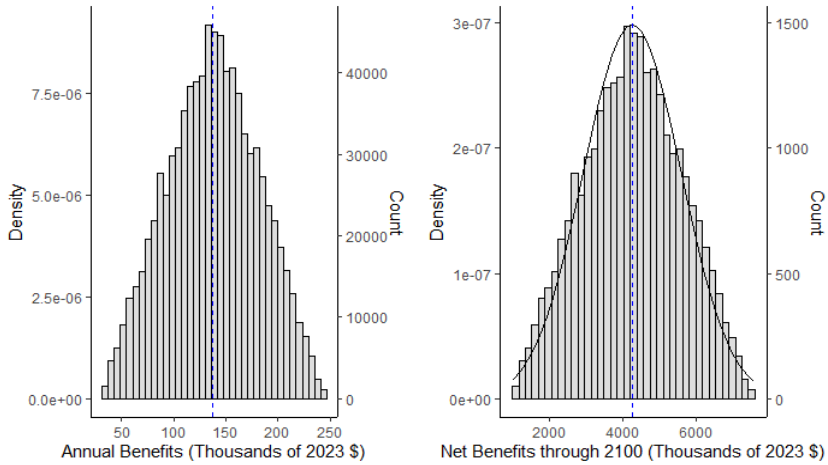 7.5e-06
5.0e-06
2.5e-06
0.0e+00
Density
40000
30000
20000
10000
0
Count
50
100
150
200
250
Annual Benefits (Thousands of 2023 $)
3e-07
2e-07
1e-07
0e+00
Density
1500
1000
500
0
Count
2000
4000
6000
Net Benefits through 2100 (Thousands of 2023 $)